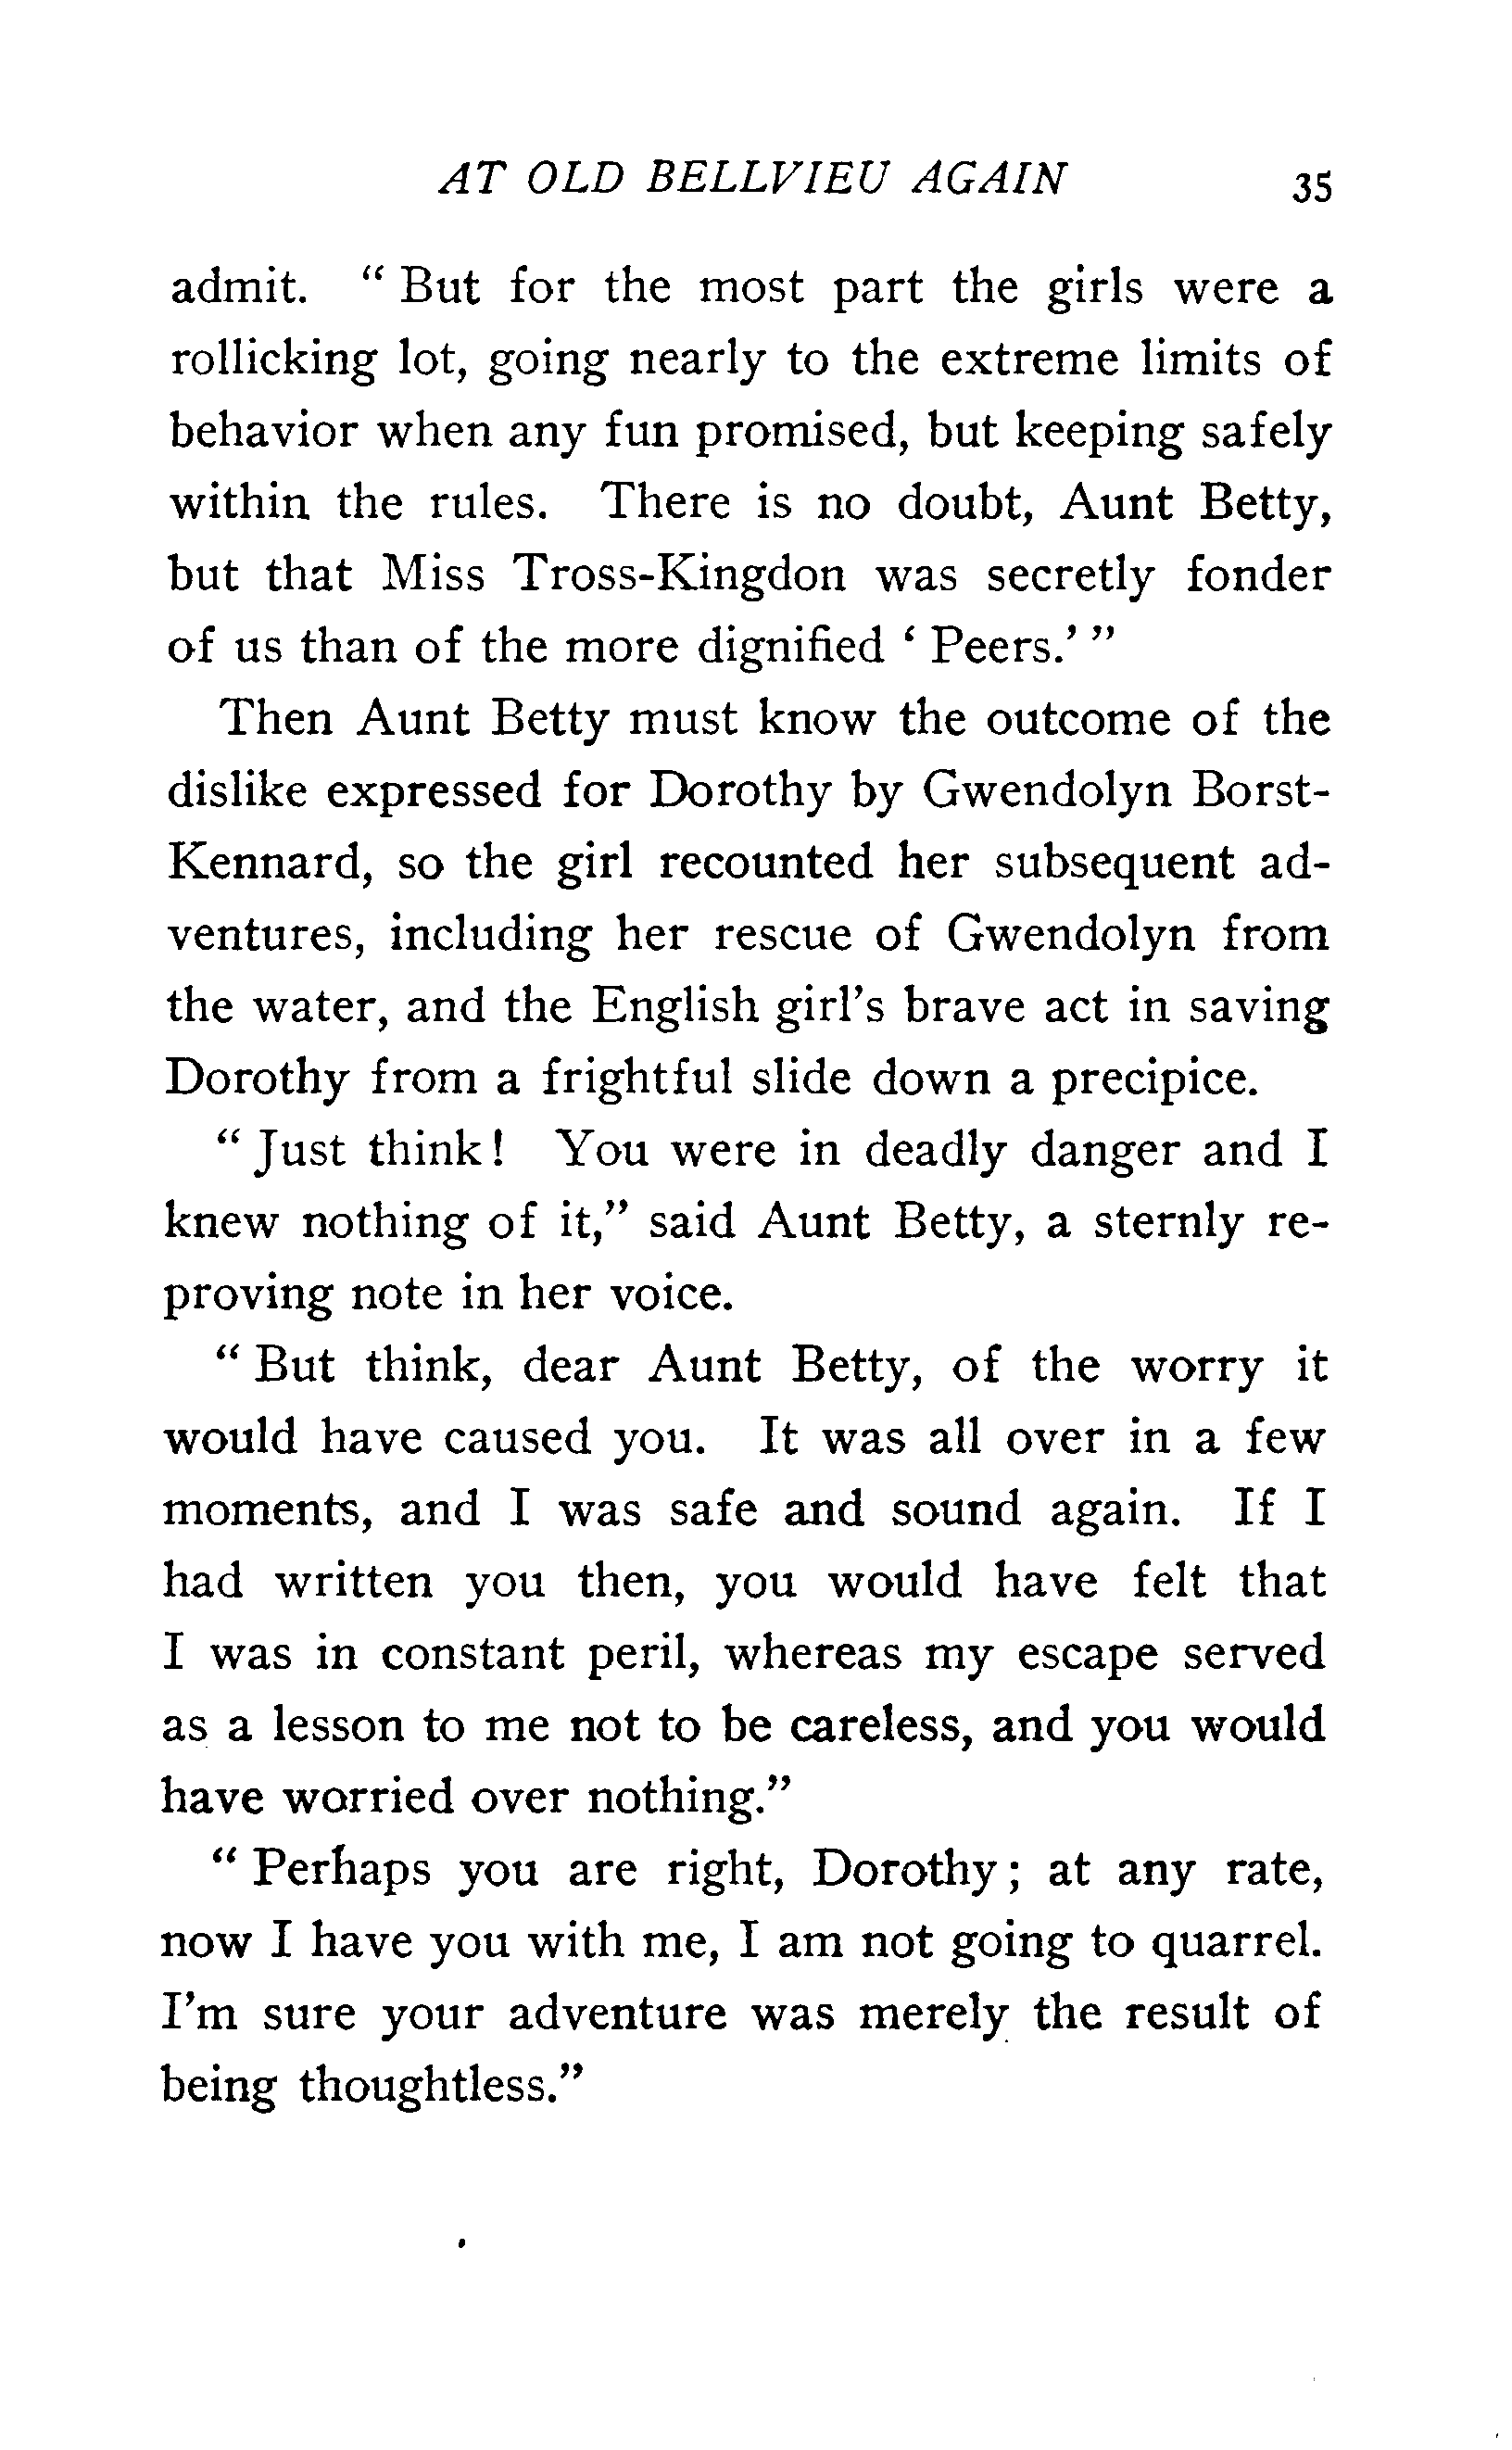 AT OLD BELLVIEU AGAIN 35
admit. “ But for the most part the girls were a
rollicking lot, going nearly to the extreme limits of
behavior when any fun promised, but keeping safely
within the rules. There is no doubt, Aunt Betty,
but that Miss Tross-Kingdon was secretly fonder
of us than of the more dignified ‘ Peers.’ ”
Then Aunt Betty must know the outcome of the
dislike expressed for Dorothy by Gwendolyn Borst-
Kennard, so the girl recounted her subsequent ad-
ventures, including her rescue of Gwendolyn from
the water, and the English girl’s brave act in saving
Dorothy from a frightful slide down a precipice.
“ Just think! You were in deadly danger and I
knew nothing of it,” said Aunt Betty, a sternly re-
proving note in her voice.
“ But think, dear Aunt Betty, of the worry it
would have caused you. It was all over in a few
moments, and I was safe and sound again. If I
had written you then, you would have felt that
I was in constant peril, whereas my escape served
as a lesson to me not to be careless, and you would
have worried over nothing.”
“ Perhaps you are right, Dorothy; at any rate,
now I have you with me, I am not going to quarrel.
I’m sure your adventure was merely the result of
being thoughtless.”